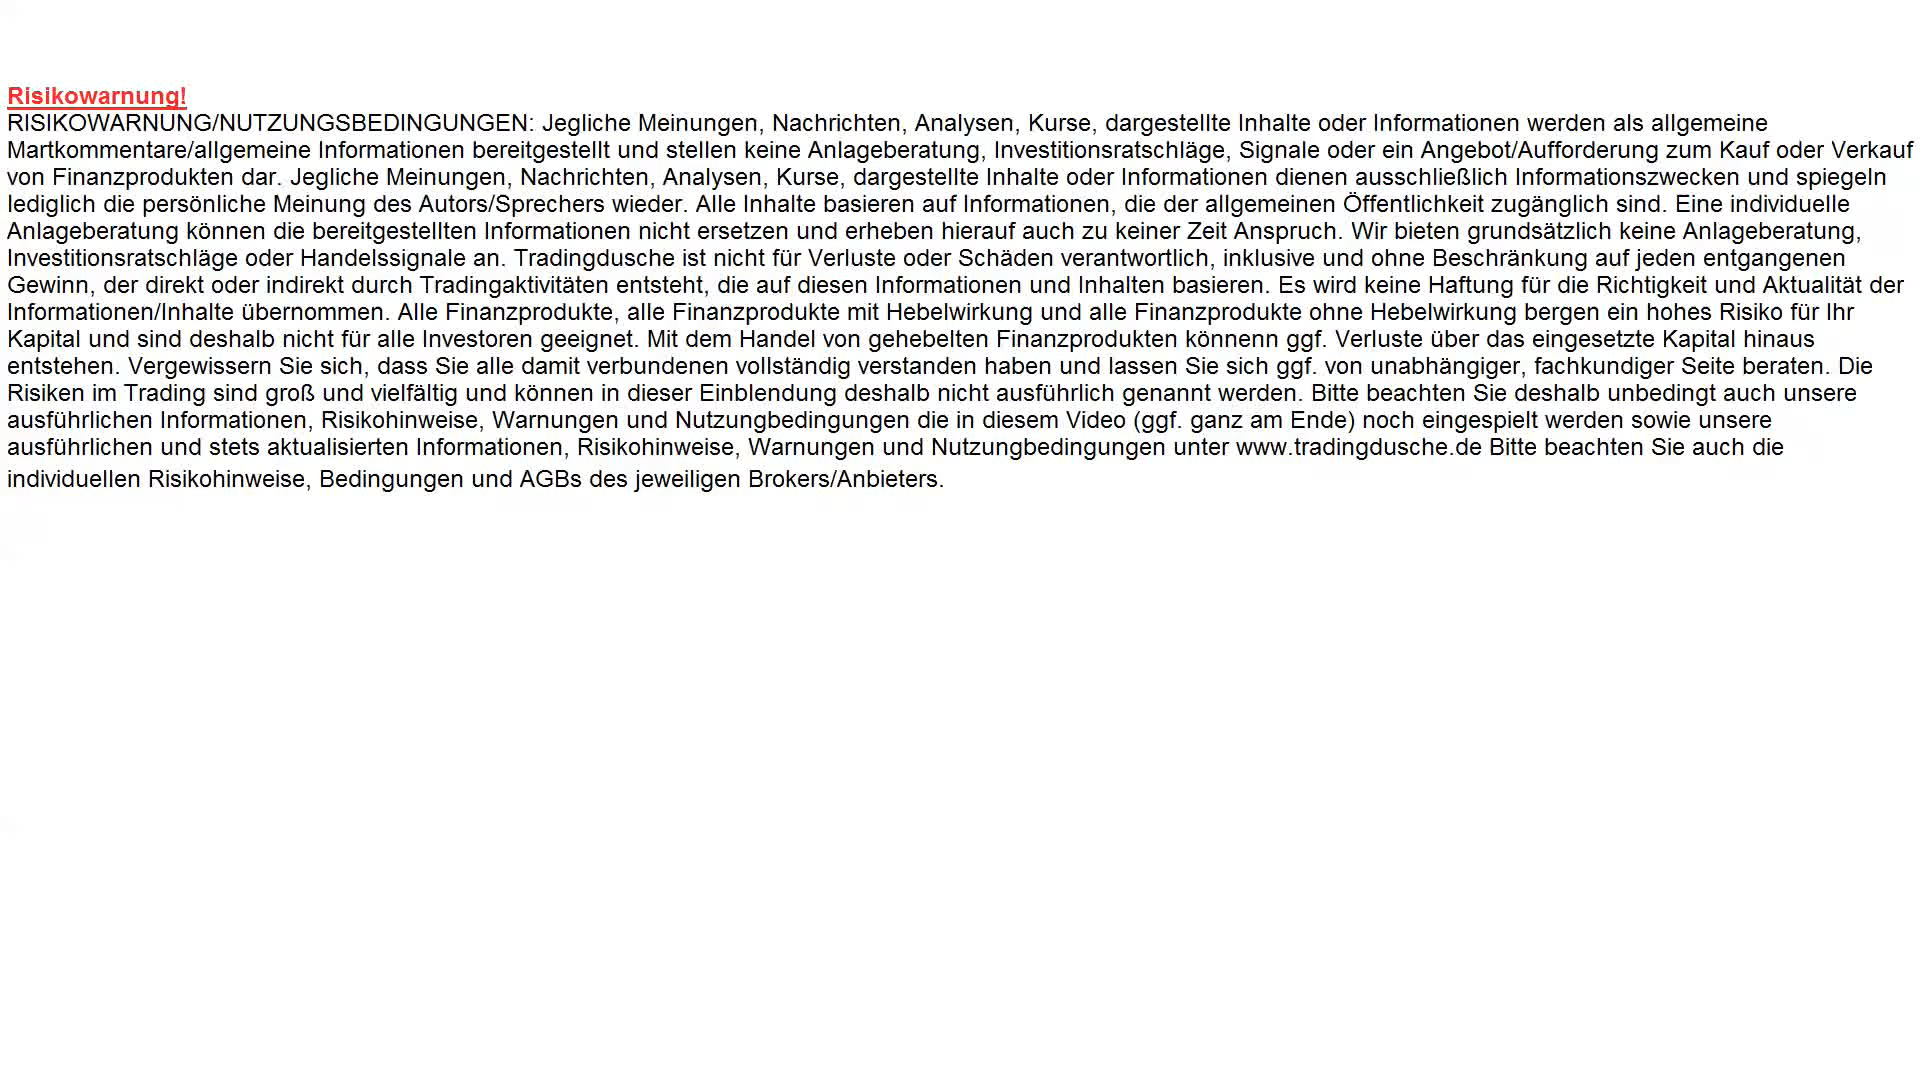 Risikowarnung!
RISIKOWARNUNG/NUTZUNGSBEDINGUNGEN: Jegliche Meinungen, Nachrichten, Analysen, Kurse, dargestellte Inhalte oder Informationen werden als allgemeine
Martkommentare/allgemeine Informationen bereitgestellt und stellen keine Anlageberatung, Investitionsratschläge, Signale oder ein Angebot/Aufforderung zum Kauf oder Verkauf
von Finanzprodukten dar. Jegliche Meinungen, Nachrichten, Analysen, Kurse, dargestellte Inhalte oder Informationen dienen ausschließlich Informationszwecken und spiegeln
lediglich die persönliche Meinung des Autors/Sprechers wieder. Alle Inhalte basieren auf Informationen, die der allgemeinen Öffentlichkeit zugänglich sind. Eine individuelle
Anlageberatung können die bereitgestellten Informationen nicht ersetzen und erheben hierauf auch zu keiner Zeit Anspruch. Wir bieten grundsätzlich keine Anlageberatung,
Investitionsratschläge oder Handelssignale an. Tradingdusche ist nicht für Verluste oder Schäden verantwortlich, inklusive und ohne Beschränkung auf jeden entgangenen
Gewinn, der direkt oder indirekt durch Tradingaktivitäten entsteht, die auf diesen Informationen und Inhalten basieren. Es wird keine Haftung für die Richtigkeit und Aktualität der
Informationen/Inhalte übernommen. Alle Finanzprodukte, alle Finanzprodukte mit Hebelwirkung und alle Finanzprodukte ohne Hebelwirkung bergen ein hohes Risiko für Ihr
Kapital und sind deshalb nicht für alle Investoren geeignet. Mit dem Handel von gehebelten Finanzprodukten könnenn ggf. Verluste über das eingesetzte Kapital hinaus
entstehen. Vergewissern Sie sich, dass Sie alle damit verbundenen vollständig verstanden haben und lassen Sie sich ggf. von unabhängiger, fachkundiger Seite beraten. Die
Risiken im Trading sind groß und vielfältig und können in dieser Einblendung deshalb nicht ausführlich genannt werden. Bitte beachten Sie deshalb unbedingt auch unsere
ausführlichen Informationen, Risikohinweise, Warnungen und Nutzungbedingungen die in diesem Video (ggf. ganz am Ende) noch eingespielt werden sowie unsere
ausführlichen und stets aktualisierten Informationen, Risikohinweise, Warnungen und Nutzungbedingungen unter www.tradingdusche.de Bitte beachten Sie auch die
individuellen Risikohinweise, Bedingungen und AGBs des jeweiligen Brokers/Anbieters.